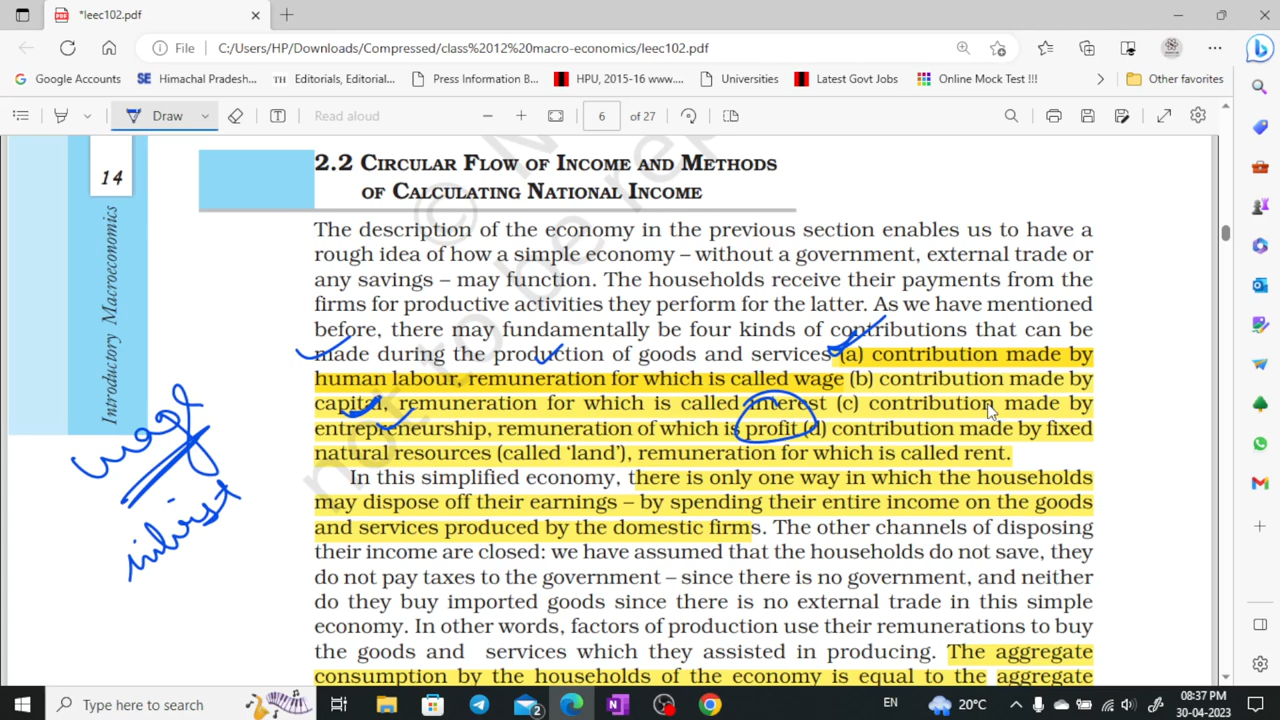 *leec102.pdf
File C:/Users/HP/Downloads/Compressed/class%2012%20macro-economics/leec102.pdf
Google Accounts Himachal Pradesh... Editorials, Editorial... Press Information B... HPU, 2015-16 www.... Universities Latest Govt Jobs Online Mock Test !!! Other favorites
Draw Read aloud 6 of 27
14
Introductory Macroeconomics
2.2 CIRCULAR FLOW OF INCOME AND METHODS
OF CALCULATING NATIONAL INCOME
The description of the economy in the previous section enables us to have a
rough idea of how a simple economy – without a government, external trade or
any savings – may function. The households receive their payments from the
firms for productive activities they perform for the latter. As we have mentioned
before, there may fundamentally be four kinds of contributions that can be
made during the production of goods and services (a) contribution made by
human labour, remuneration for which is called wage (b) contribution made by
capital, remuneration for which is called interest (c) contribution made by
entrepreneurship, remuneration of which is profit (d) contribution made by fixed
natural resources (called ‘land’), remuneration for which is called rent.
In this simplified economy, there is only one way in which the households
may dispose off their earnings – by spending their entire income on the goods
and services produced by the domestic firms. The other channels of disposing
their income are closed: we have assumed that the households do not save, they
do not pay taxes to the government – since there is no government, and neither
do they buy imported goods since there is no external trade in this simple
economy. In other words, factors of production use their remunerations to buy
the goods and services which they assisted in producing. The aggregate
consumption by the households of the economy is equal to the aggregate
wage
© N
not to be rep
Type here to search
2
EN
20°C
08:37 PM
30-04-2023